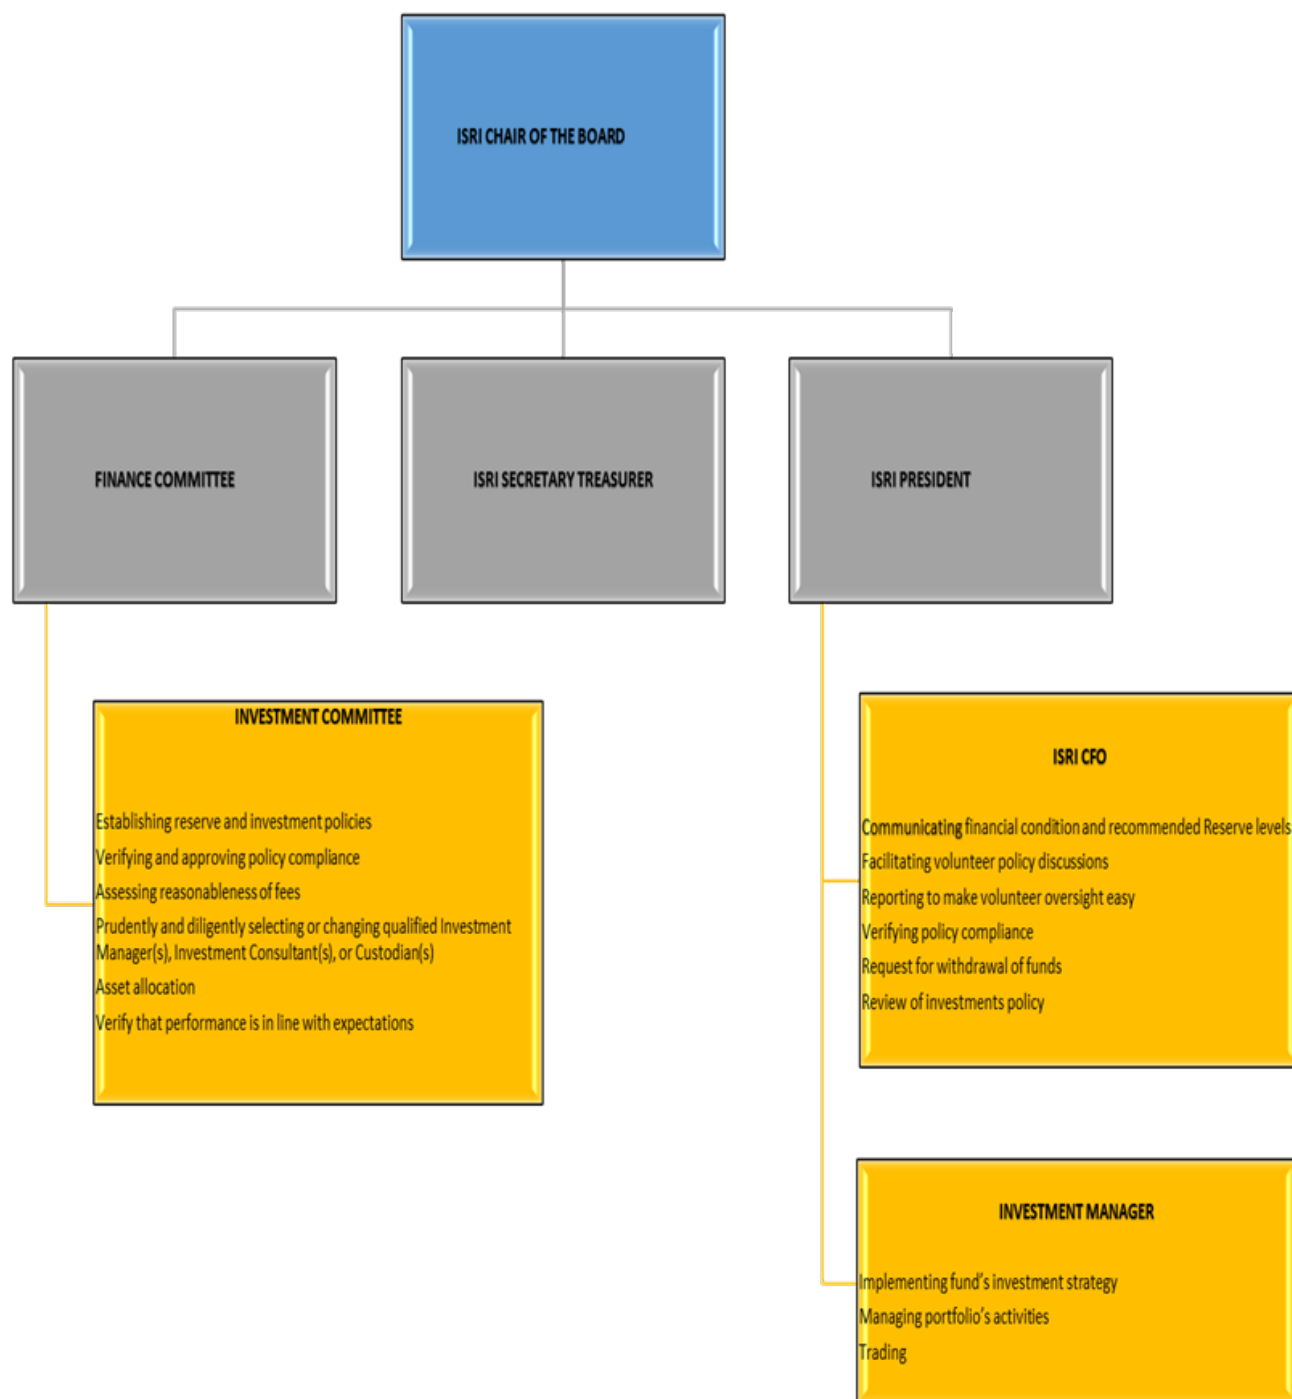 ISRI CHAIR OF THE BOARD
FINANCE COMMITTEE
ISRI SECRETARY TREASURER
ISRI PRESIDENT
INVESTMENT COMMITTEE
Establishing reserve and investment policies
Verifying and approving policy compliance
Assessing reasonableness of fees
Prudently and diligently selecting or changing qualified Investment
Manager(s), Investment Consultant(s), or Custodian(s)
Asset allocation
Verify that performance is in line with expectations
ISRI CFO
Communicating financial condition and recommended Reserve levels
Facilitating volunteer policy discussions
Reporting to make volunteer oversight easy
Verifying policy compliance
Request for withdrawal of funds
Review of investments policy
INVESTMENT MANAGER
Implementing fund's investment strategy
Managing portfolio's activities
Trading